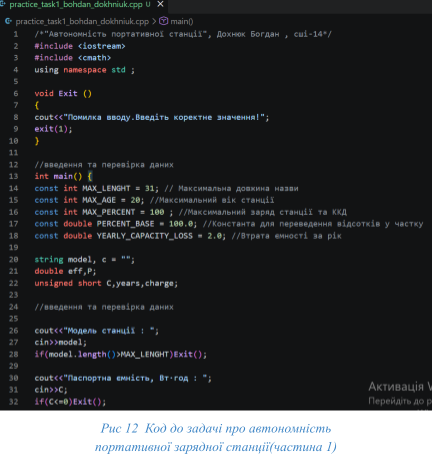 practice_task1_bohdan_dokhniuk.cpp U ×
practice_task1_bohdan_dokhniuk.cpp > main()
1 /*"Автономність портативної станції", Дохнюк Богдан , сші-14*/
2 #include <iostream>
3 #include <cmath>
4 using namespace std ;
5
6 void Exit ()
7 {
8 cout<<"Помилка вводу.Введіть коректне значення!";
9 exit(1);
10 }
11
12 //введення та перевірка даних
13 int main() {
14 const int MAX_LENGHT = 31; // Максимальна довжина назви
15 const int MAX_AGE = 20; //Максимальний вік станції
16 const int MAX_PERCENT = 100 ; //Максимальний заряд станції та ККД
17 const double PERCENT_BASE = 100.0; //Константа для переведення відсотків у частку
18 const double YEARLY_CAPACITY_LOSS = 2.0; //Втрата ємності за рік
19
20 string model, c = "";
21 double eff,P;
22 unsigned short C,years,charge;
23
24 //введення та перевірка даних
25
26 cout<<"Модель станції : ";
27 cin>>model;
28 if(model.length()>MAX_LENGHT)Exit();
29
30 cout<<"Паспортна ємність, Вт·год : ";
31 cin>>C;
32 if(C<=0)Exit();
Активація
Перейдіть до
Рис 12 Код до задачі про автономність
портативної зарядної станції(частина 1)